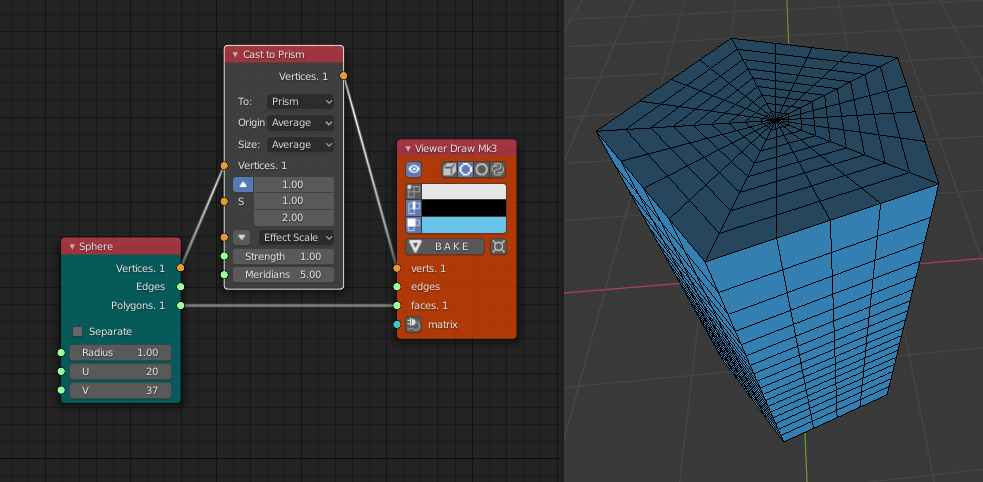 Cast to Prism
Vertices. 1
To: Prism
Origin Average
Size: Average
Vertices. 1
1.00
S 1.00
2.00
Effect Scale
Strength 1.00
Meridians 5.00
Viewer Draw Mk3
BAKE
verts. 1
edges
faces. 1
matrix
Sphere
Vertices. 1
Edges
Polygons. 1
Separate
Radius 1.00
U 20
V 37